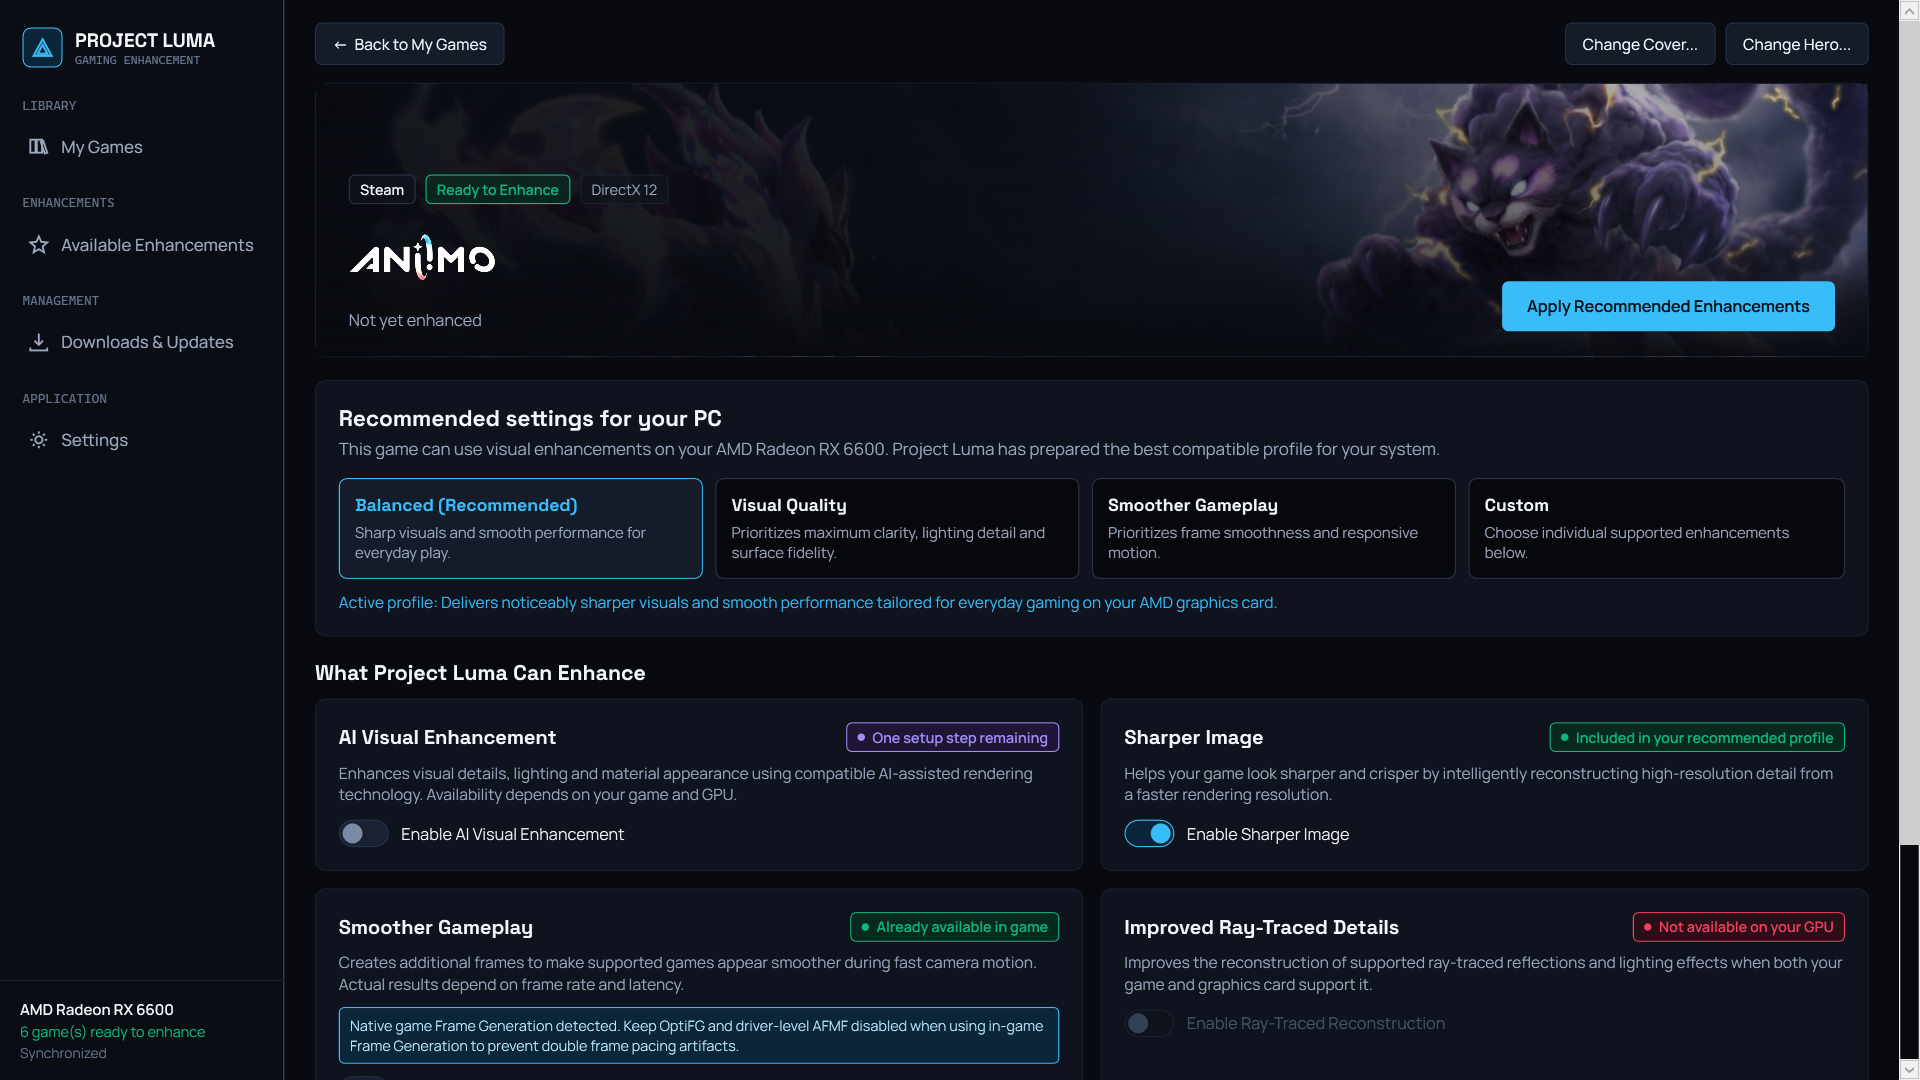 PROJECT LUMA
GAMING ENHANCEMENT
LIBRARY
My Games
ENHANCEMENTS
Available Enhancements
MANAGEMENT
Downloads & Updates
APPLICATION
Settings
AMD Radeon RX 6600
6 game(s) ready to enhance
Synchronized
← Back to My Games
Change Cover...
Change Hero...
Steam
Ready to Enhance
DirectX 12
ANIIMO
Not yet enhanced
Apply Recommended Enhancements
Recommended settings for your PC
This game can use visual enhancements on your AMD Radeon RX 6600. Project Luma has prepared the best compatible profile for your system.
Balanced (Recommended)
Sharp visuals and smooth performance for
everyday play.
Visual Quality
Prioritizes maximum clarity, lighting detail and
surface fidelity.
Smoother Gameplay
Prioritizes frame smoothness and responsive
motion.
Custom
Choose individual supported enhancements
below.
Active profile: Delivers noticeably sharper visuals and smooth performance tailored for everyday gaming on your AMD graphics card.
What Project Luma Can Enhance
AI Visual Enhancement
One setup step remaining
Enhances visual details, lighting and material appearance using compatible AI-assisted rendering
technology. Availability depends on your game and GPU.
Enable AI Visual Enhancement
Sharper Image
Included in your recommended profile
Helps your game look sharper and crisper by intelligently reconstructing high-resolution detail from
a faster rendering resolution.
Enable Sharper Image
Smoother Gameplay
Already available in game
Creates additional frames to make supported games appear smoother during fast camera motion.
Actual results depend on frame rate and latency.
Native game Frame Generation detected. Keep OptiFG and driver-level AFMF disabled when using in-game
Frame Generation to prevent double frame pacing artifacts.
Improved Ray-Traced Details
Not available on your GPU
Improves the reconstruction of supported ray-traced reflections and lighting effects when both your
game and graphics card support it.
Enable Ray-Traced Reconstruction